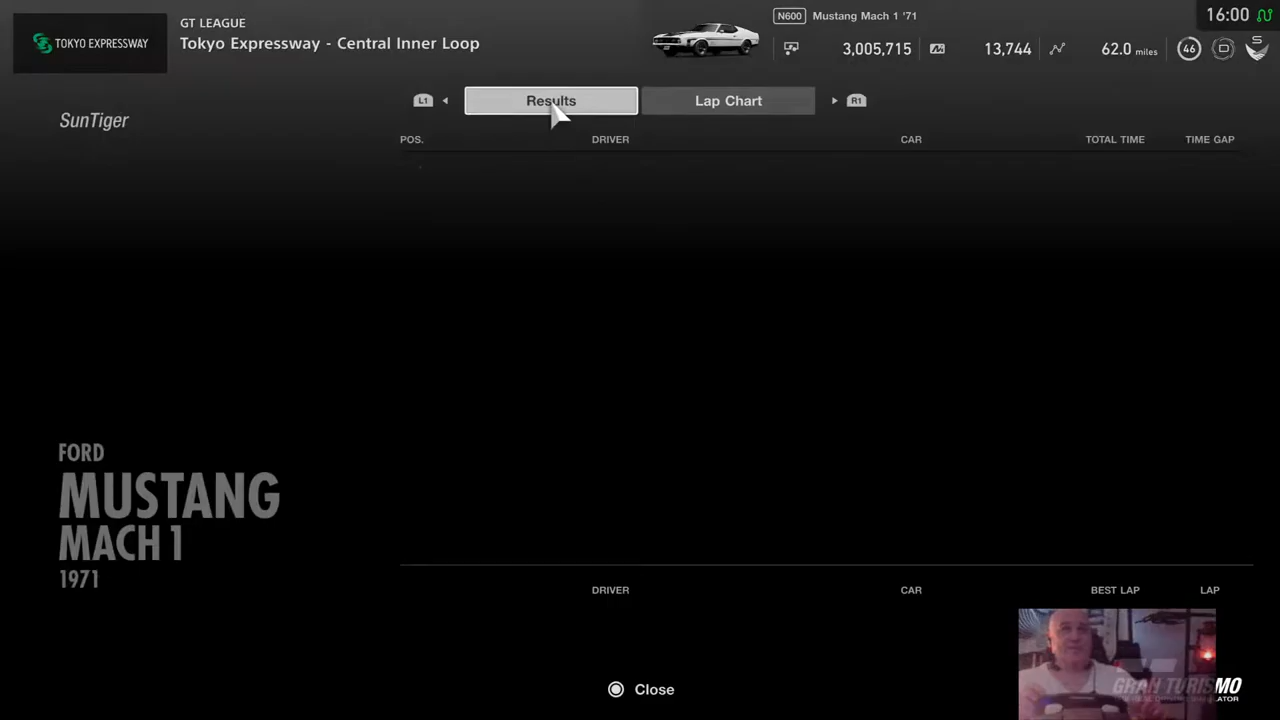 TOKYO EXPRESSWAY
GT LEAGUE
Tokyo Expressway - Central Inner Loop
N600 Mustang Mach 1 '71
3,005,715 13,744 62.0 miles 46 S
16:00
L1 Results Lap Chart R1
SunTiger
POS. DRIVER CAR TOTAL TIME TIME GAP
FORD
MUSTANG
MACH 1
1971
DRIVER CAR BEST LAP LAP
Close
GRAN TURISMO